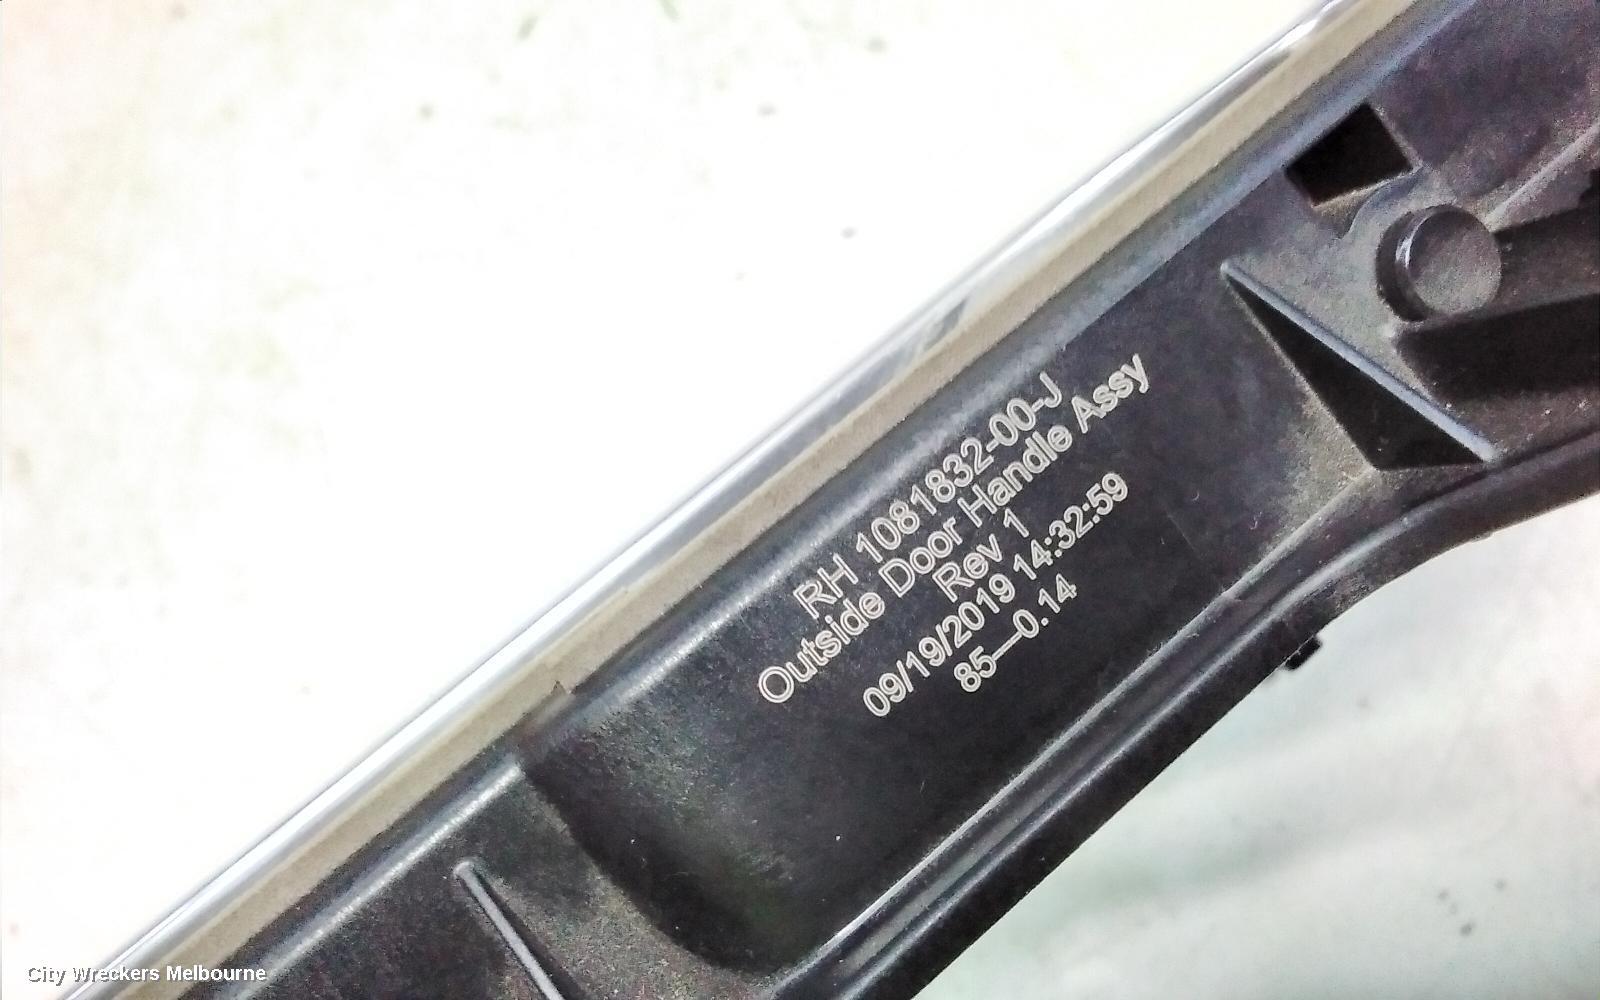 RH 1081832-00-J
Outside Door Handle Assy
Rev 1
09/19/2019 14:32:59
85—0.14
City Wreckers Melbourne